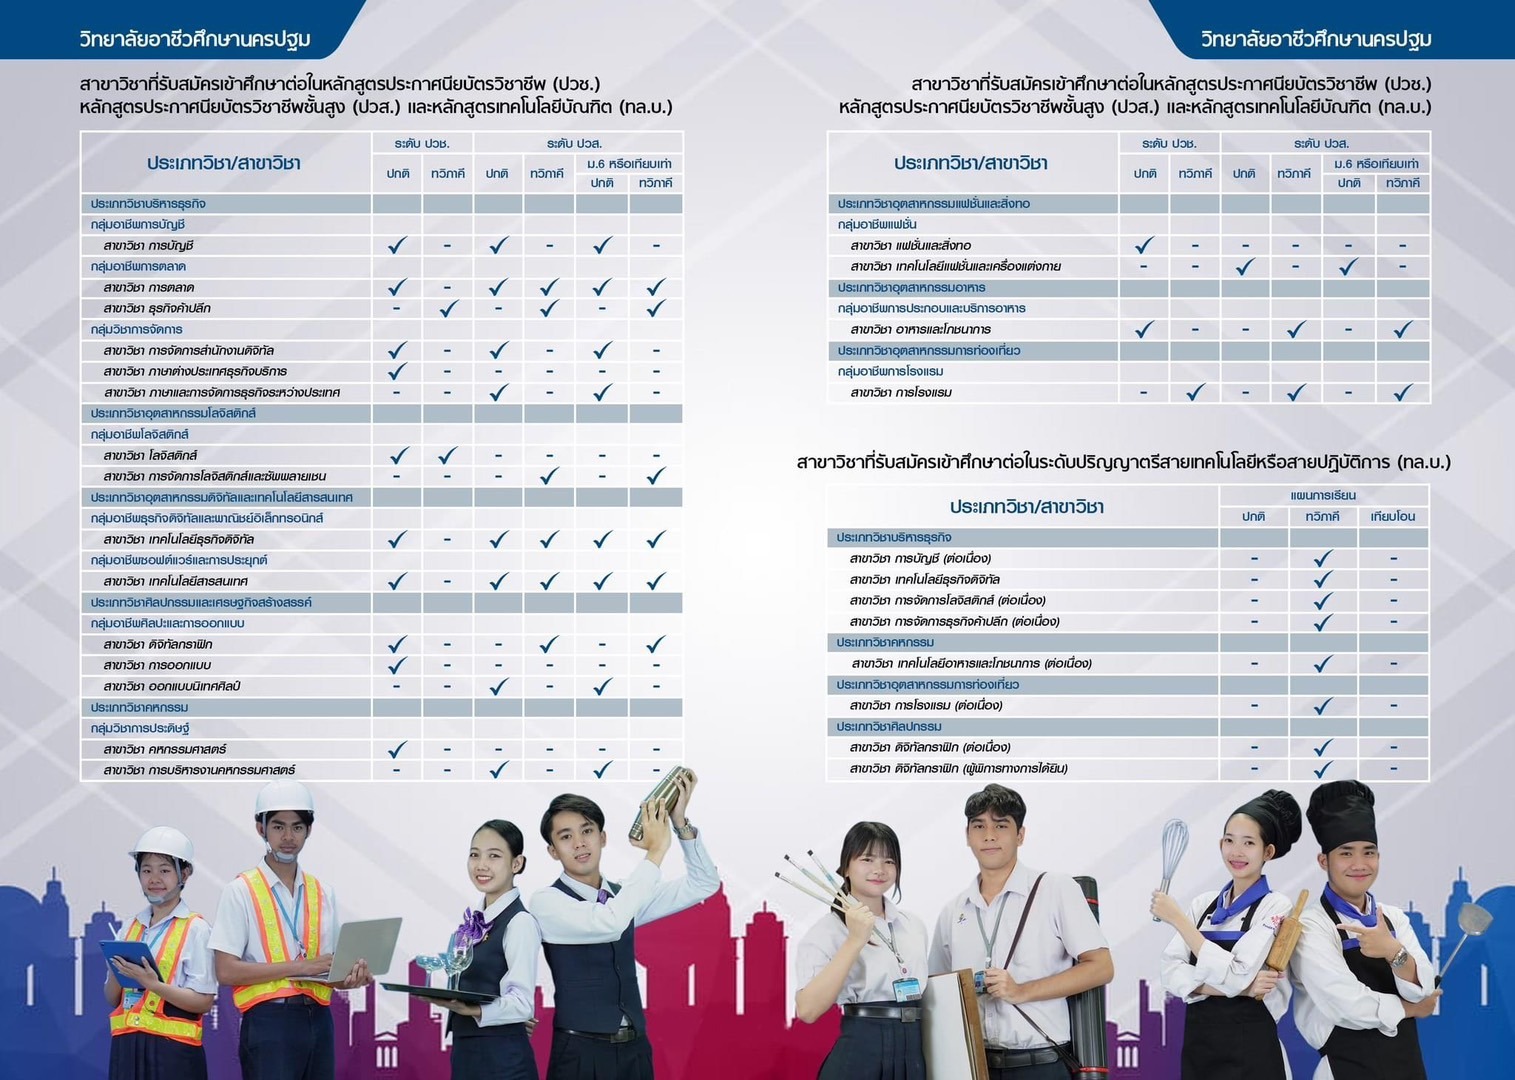 วิทยาลัยอาชีวศึกษานครปฐม
สาขาวิชาที่รับสมัครเข้าศึกษาต่อในหลักสูตรประกาศนียบัตรวิชาชีพ (ปวช.)
หลักสูตรประกาศนียบัตรวิชาชีพชั้นสูง (ปวส.) และหลักสูตรเทคโนโลยีบัณฑิต (ทล.บ.)
ประเภทวิชา/สาขาวิชา
ระดับ ปวช. ระดับ ปวส.
ปกติ ทวิภาคี ปกติ ทวิภาคี ม.6 หรือเทียบเท่า
ปกติ ทวิภาคี
ประเภทวิชาบริหารธุรกิจ
กลุ่มอาชีพการบัญชี
สาขาวิชา การบัญชี ✓ - ✓ - ✓ -
กลุ่มอาชีพการตลาด
สาขาวิชา การตลาด ✓ - ✓ ✓ ✓ ✓
สาขาวิชา ธุรกิจค้าปลีก - ✓ - ✓ - ✓
กลุ่มวิชาการจัดการ
สาขาวิชา การจัดการสำนักงานดิจิทัล ✓ - ✓ - ✓ -
สาขาวิชา ภาษาต่างประเทศธุรกิจบริการ ✓ - - - - -
สาขาวิชา ภาษาและการจัดการธุรกิจระหว่างประเทศ - - ✓ - ✓ -
ประเภทวิชาอุตสาหกรรมโลจิสติกส์
กลุ่มอาชีพโลจิสติกส์
สาขาวิชา โลจิสติกส์ ✓ ✓ - - - -
สาขาวิชา การจัดการโลจิสติกส์และซัพพลายเชน - - - ✓ - ✓
ประเภทวิชาอุตสาหกรรมดิจิทัลและเทคโนโลยีสารสนเทศ
กลุ่มอาชีพธุรกิจดิจิทัลและพาณิชย์อิเล็กทรอนิกส์
สาขาวิชา เทคโนโลยีธุรกิจดิจิทัล ✓ - ✓ ✓ ✓ ✓
กลุ่มอาชีพซอฟต์แวร์และการประยุกต์
สาขาวิชา เทคโนโลยีสารสนเทศ ✓ - ✓ ✓ ✓ ✓
ประเภทวิชาศิลปกรรมและเศรษฐกิจสร้างสรรค์
กลุ่มอาชีพศิลปะและการออกแบบ
สาขาวิชา ดิจิทัลกราฟิก ✓ - - ✓ - ✓
สาขาวิชา การออกแบบ ✓ - - - - -
สาขาวิชา ออกแบบนิเทศศิลป์ - - ✓ - ✓ -
ประเภทวิชาคหกรรม
กลุ่มวิชาการประดิษฐ์
สาขาวิชา คหกรรมศาสตร์ ✓ - - - - -
สาขาวิชา การบริหารงานคหกรรมศาสตร์ - - ✓ - ✓ -
วิทยาลัยอาชีวศึกษานครปฐม
สาขาวิชาที่รับสมัครเข้าศึกษาต่อในหลักสูตรประกาศนียบัตรวิชาชีพ (ปวช.)
หลักสูตรประกาศนียบัตรวิชาชีพชั้นสูง (ปวส.) และหลักสูตรเทคโนโลยีบัณฑิต (ทล.บ.)
ประเภทวิชา/สาขาวิชา
ระดับ ปวช. ระดับ ปวส.
ปกติ ทวิภาคี ปกติ ทวิภาคี ม.6 หรือเทียบเท่า
ปกติ ทวิภาคี
ประเภทวิชาอุตสาหกรรมแฟชั่นและสิ่งทอ
กลุ่มอาชีพแฟชั่น
สาขาวิชา แฟชั่นและสิ่งทอ ✓ - - - - -
สาขาวิชา เทคโนโลยีแฟชั่นและเครื่องแต่งกาย - - ✓ - ✓ -
ประเภทวิชาอุตสาหกรรมอาหาร
กลุ่มอาชีพการประกอบและบริการอาหาร
สาขาวิชา อาหารและโภชนาการ ✓ - - ✓ - ✓
ประเภทวิชาอุตสาหกรรมการท่องเที่ยว
กลุ่มอาชีพการโรงแรม
สาขาวิชา การโรงแรม - ✓ - ✓ - ✓
สาขาวิชาที่รับสมัครเข้าศึกษาต่อในระดับปริญญาตรีสายเทคโนโลยีหรือสายปฏิบัติการ (ทล.บ.)
ประเภทวิชา/สาขาวิชา
แผนการเรียน
ปกติ ทวิภาคี เทียบโอน
ประเภทวิชาบริหารธุรกิจ
สาขาวิชา การบัญชี (ต่อเนื่อง) - ✓ -
สาขาวิชา เทคโนโลยีธุรกิจดิจิทัล - ✓ -
สาขาวิชา การจัดการโลจิสติกส์ (ต่อเนื่อง) - ✓ -
สาขาวิชา การจัดการธุรกิจค้าปลีก (ต่อเนื่อง) - ✓ -
ประเภทวิชาคหกรรม
สาขาวิชา เทคโนโลยีอาหารและโภชนาการ (ต่อเนื่อง) - ✓ -
ประเภทวิชาอุตสาหกรรมการท่องเที่ยว
สาขาวิชา การโรงแรม (ต่อเนื่อง) - ✓ -
ประเภทวิชาศิลปกรรม
สาขาวิชา ดิจิทัลกราฟิก (ต่อเนื่อง) - ✓ -
สาขาวิชา ดิจิทัลกราฟิก (ผู้พิการทางการได้ยิน) - ✓ -